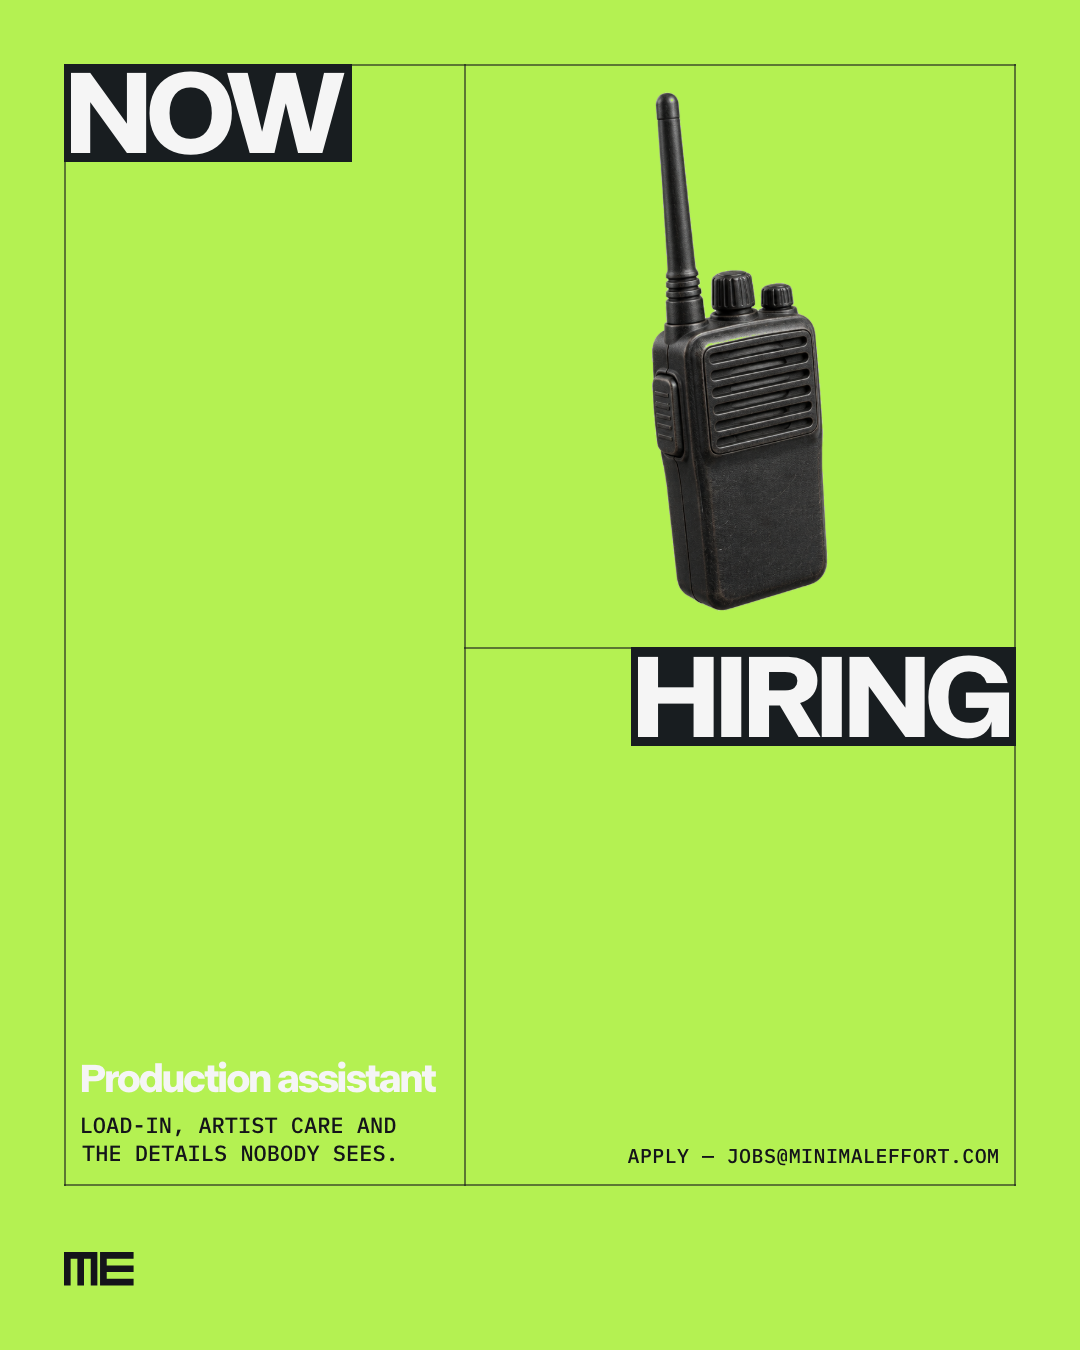 NOW
HIRING
Production assistant
LOAD-IN, ARTIST CARE AND
THE DETAILS NOBODY SEES.
APPLY — JOBS@MINIMALEFFORT.COM
ME